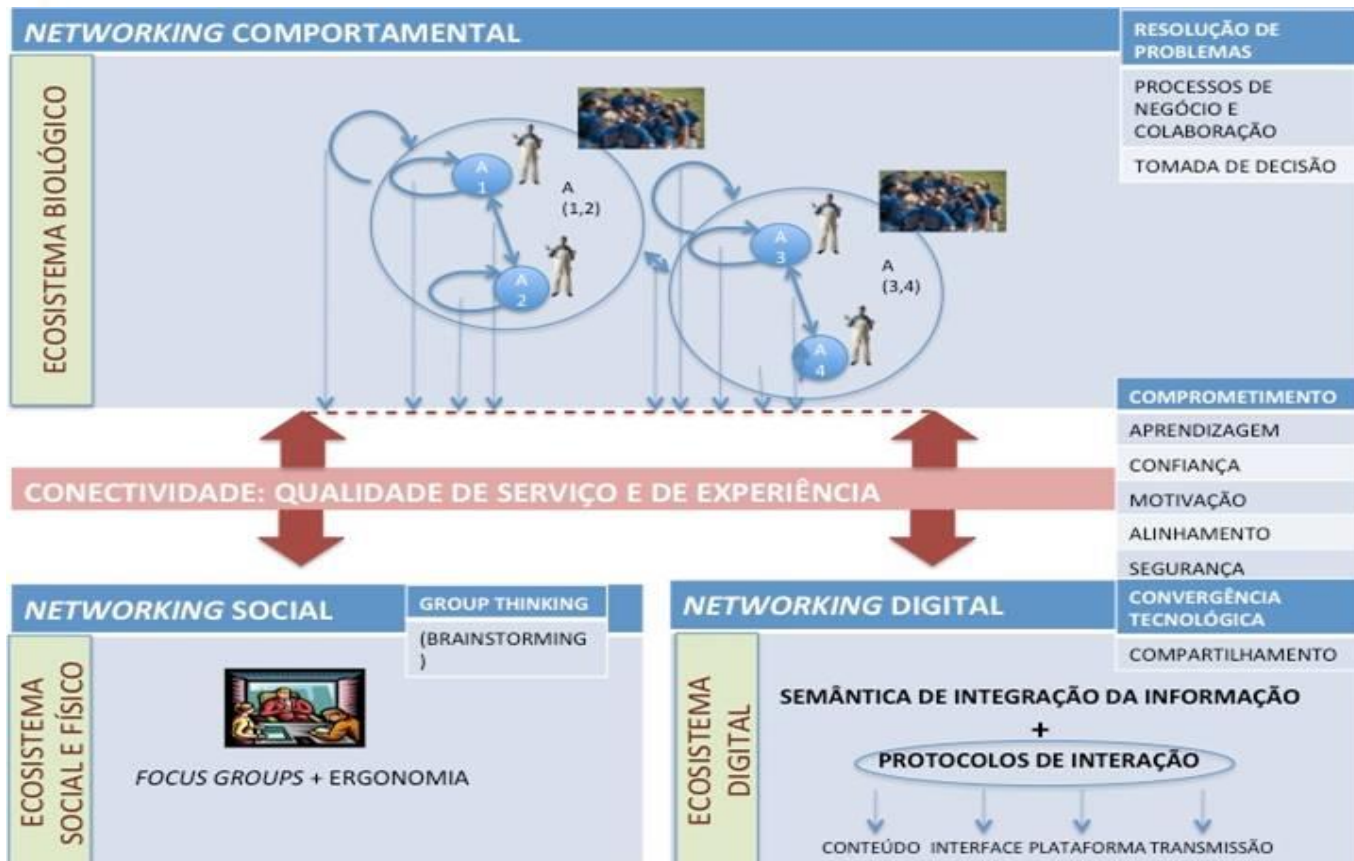 NETWORKING COMPORTAMENTAL
RESOLUÇÃO DE
PROBLEMAS
PROCESSOS DE
NEGÓCIO E
COLABORAÇÃO
TOMADA DE DECISÃO
ECOSISTEMA BIOLÓGICO
A
1
A
(1,2)
A
2
A
3
A
(3,4)
A
4
COMPROMETIMENTO
APRENDIZAGEM
CONFIANÇA
MOTIVAÇÃO
ALINHAMENTO
SEGURANÇA
CONECTIVIDADE: QUALIDADE DE SERVIÇO E DE EXPERIÊNCIA
NETWORKING SOCIAL
GROUP THINKING
(BRAINSTORMING
)
ECOSISTEMA
SOCIAL E FÍSICO
FOCUS GROUPS + ERGONOMIA
NETWORKING DIGITAL
CONVERGÊNCIA
TECNOLÓGICA
COMPARTILHAMENTO
ECOSISTEMA
DIGITAL
SEMÂNTICA DE INTEGRAÇÃO DA INFORMAÇÃO
+
PROTOCOLOS DE INTERAÇÃO
CONTEÚDO INTERFACE PLATAFORMA TRANSMISSÃO